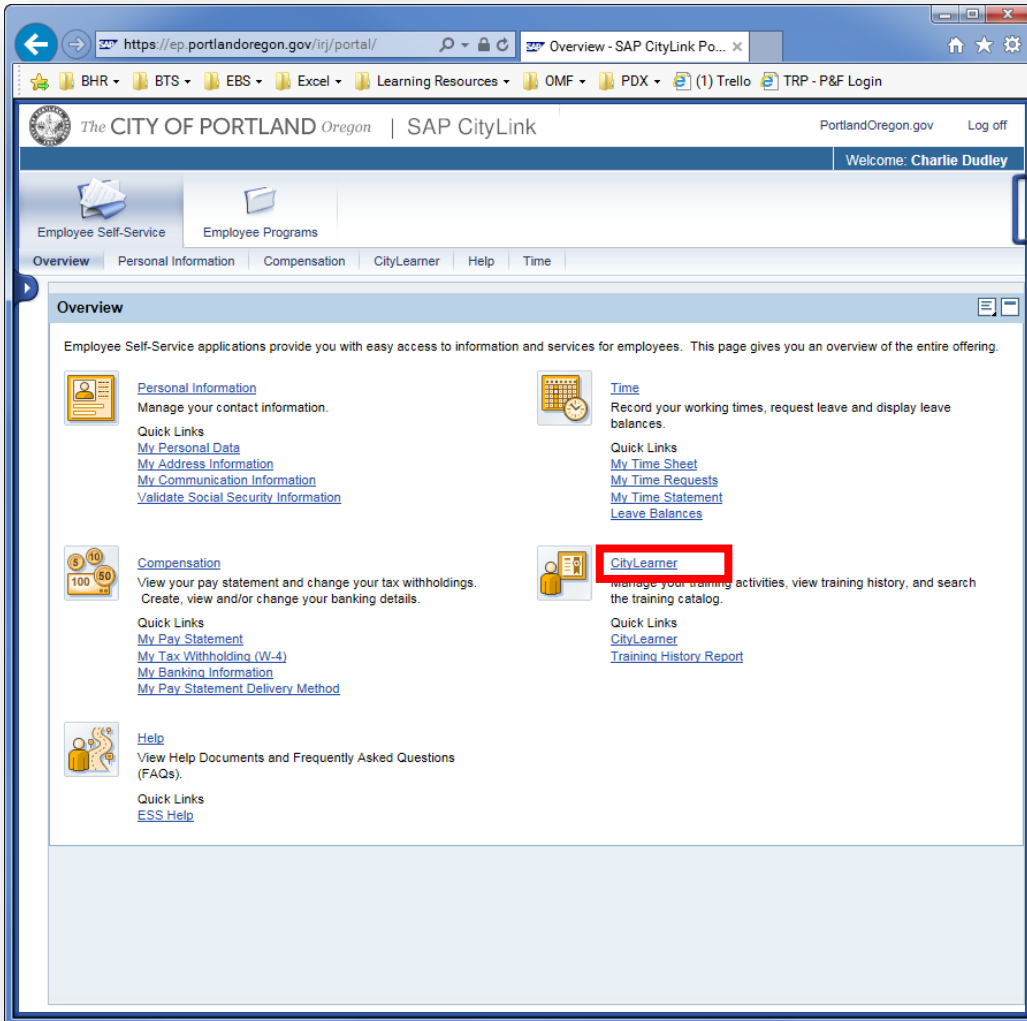 https://ep.portlandoregon.gov/irj/portal/
Overview - SAP CityLink Po...
BHR
BTS
EBS
Excel
Learning Resources
OMF
PDX
(1) Trello
TRP - P&F Login
The CITY OF PORTLAND Oregon | SAP CityLink
PortlandOregon.gov
Log off
Welcome: Charlie Dudley
Employee Self-Service
Employee Programs
Overview
Personal Information
Compensation
CityLearner
Help
Time
Overview
Employee Self-Service applications provide you with easy access to information and services for employees. This page gives you an overview of the entire offering.
Personal Information
Manage your contact information.
Quick Links
My Personal Data
My Address Information
My Communication Information
Validate Social Security Information
Time
Record your working times, request leave and display leave
balances.
Quick Links
My Time Sheet
My Time Requests
My Time Statement
Leave Balances
5 10
100 50
Compensation
View your pay statement and change your tax withholdings.
Create, view and/or change your banking details.
Quick Links
My Pay Statement
My Tax Withholding (W-4)
My Banking Information
My Pay Statement Delivery Method
CityLearner
Manage your training activities, view training history, and search
the training catalog.
Quick Links
CityLearner
Training History Report
Help
View Help Documents and Frequently Asked Questions
(FAQs).
Quick Links
ESS Help